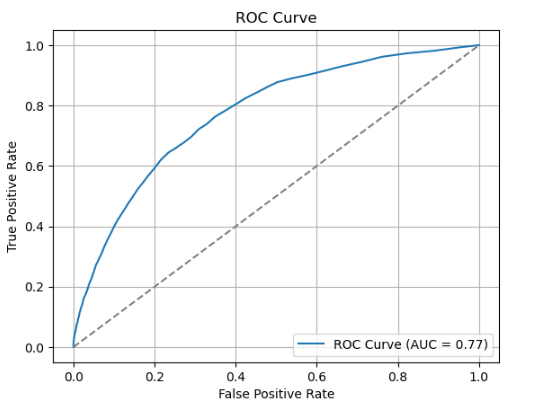 ROC Curve
1.0
0.8
0.6
0.4
0.2
0.0
True Positive Rate
ROC Curve (AUC = 0.77)
0.0 0.2 0.4 0.6 0.8 1.0
False Positive Rate